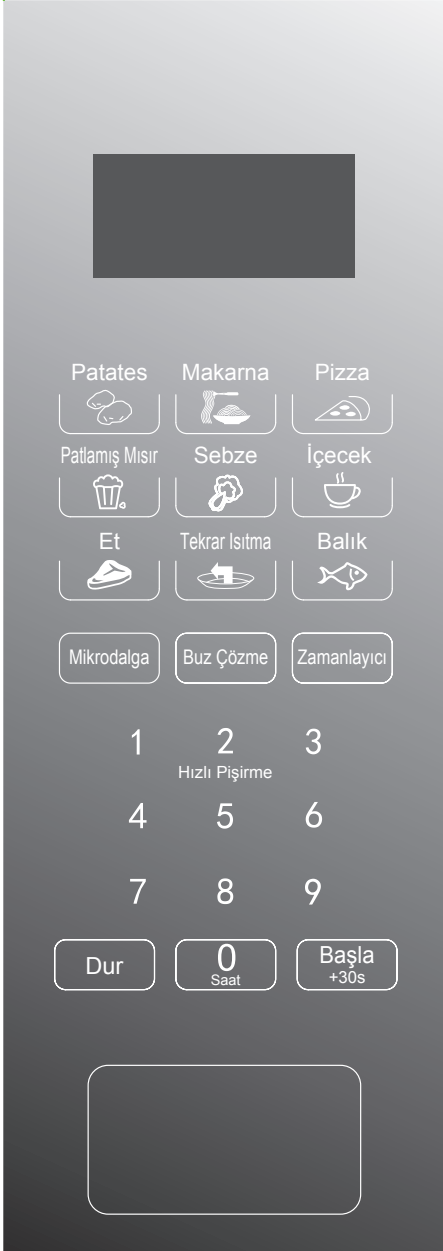 Patates Makarna Pizza
Patlamış Mısır Sebze İçecek
Et Tekrar Isıtma Balık
Mikrodalga Buz Çözme Zamanlayıcı
1 2 3
Hızlı Pişirme
4 5 6
7 8 9
Dur 0 Başla
Saat +30s